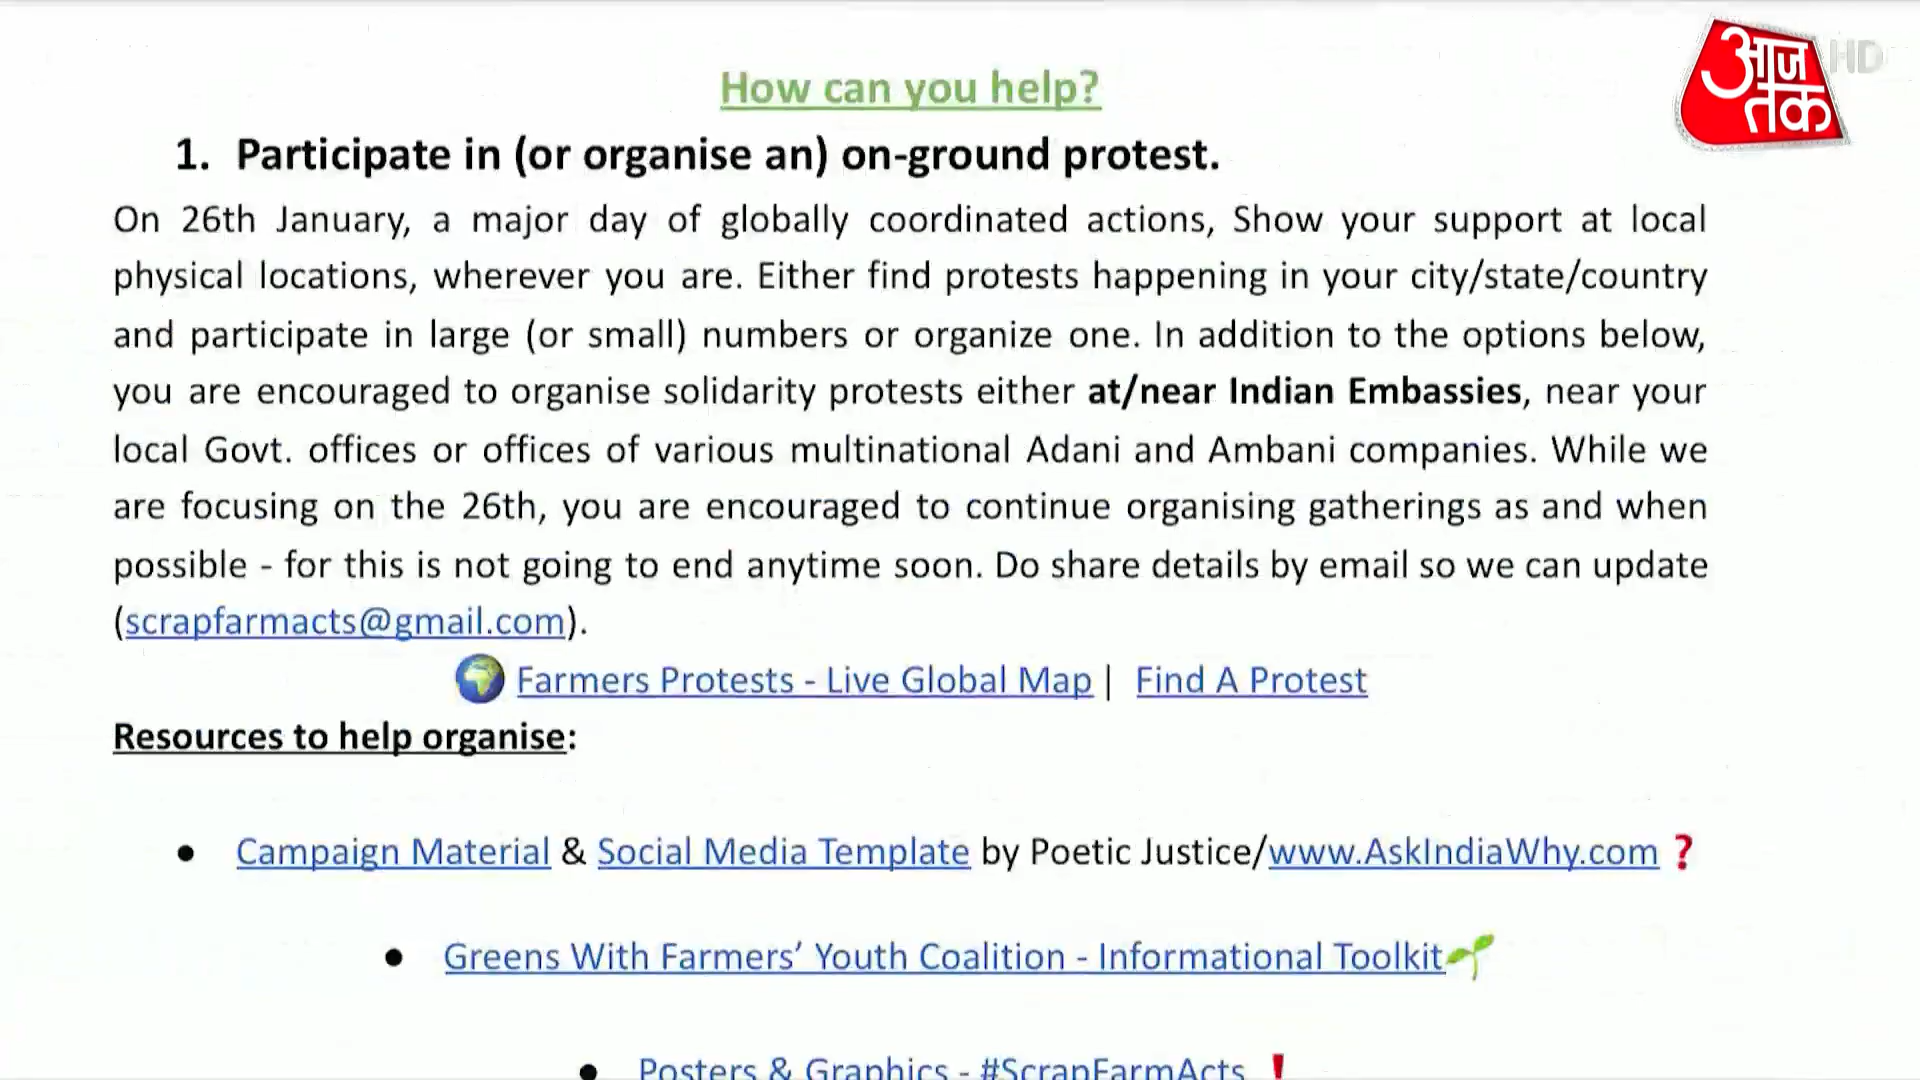 आज तक HD
How can you help?
1. Participate in (or organise an) on-ground protest.
On 26th January, a major day of globally coordinated actions, Show your support at local
physical locations, wherever you are. Either find protests happening in your city/state/country
and participate in large (or small) numbers or organize one. In addition to the options below,
you are encouraged to organise solidarity protests either at/near Indian Embassies, near your
local Govt. offices or offices of various multinational Adani and Ambani companies. While we
are focusing on the 26th, you are encouraged to continue organising gatherings as and when
possible - for this is not going to end anytime soon. Do share details by email so we can update
(scrapfarmacts@gmail.com).
🌍 Farmers Protests - Live Global Map | Find A Protest
Resources to help organise:
● Campaign Material & Social Media Template by Poetic Justice/www.AskIndiaWhy.com ❓
● Greens With Farmers’ Youth Coalition - Informational Toolkit🌱
● Posters & Graphics - #ScrapFarmActs ❗